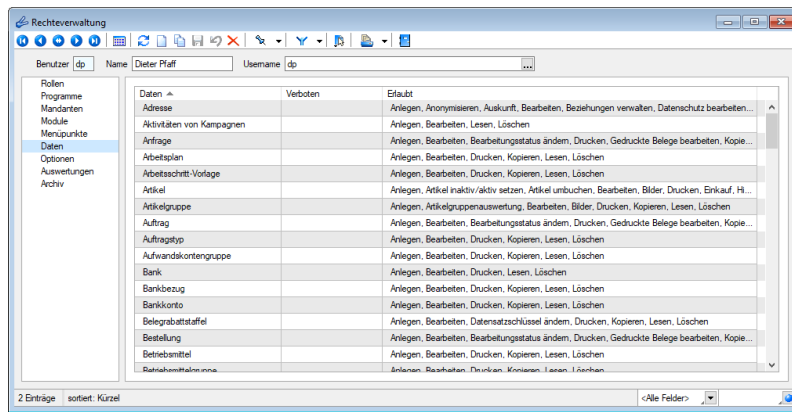 Rechteverwaltung
Benutzer dp Name Dieter Pfaff Username dp ...
Rollen
Programme
Mandanten
Module
Menüpunkte
Daten
Optionen
Auswertungen
Archiv
Daten Verboten Erlaubt
Adresse Anlegen, Anonymisieren, Auskunft, Bearbeiten, Beziehungen verwalten, Datenschutz bearbeiten...
Aktivitäten von Kampagnen Anlegen, Bearbeiten, Lesen, Löschen
Anfrage Anlegen, Bearbeiten, Bearbeitungsstatus ändern, Drucken, Gedruckte Belege bearbeiten, Kopie...
Arbeitsplan Anlegen, Bearbeiten, Drucken, Kopieren, Lesen, Löschen
Arbeitsschritt-Vorlage Anlegen, Bearbeiten, Drucken, Kopieren, Lesen, Löschen
Artikel Anlegen, Artikel inaktiv/aktiv setzen, Artikel umbuchen, Bearbeiten, Bilder, Drucken, Einkauf, Hi...
Artikelgruppe Anlegen, Artikelgruppenauswertung, Bearbeiten, Bilder, Drucken, Kopieren, Lesen, Löschen
Auftrag Anlegen, Bearbeiten, Bearbeitungsstatus ändern, Drucken, Gedruckte Belege bearbeiten, Kopie...
Auftragstyp Anlegen, Bearbeiten, Drucken, Kopieren, Lesen, Löschen
Aufwandskontengruppe Anlegen, Bearbeiten, Drucken, Kopieren, Lesen, Löschen
Bank Anlegen, Bearbeiten, Drucken, Lesen, Löschen
Bankbezug Anlegen, Bearbeiten, Drucken, Kopieren, Lesen, Löschen
Bankkonto Anlegen, Bearbeiten, Drucken, Kopieren, Lesen, Löschen
Belegrabattstaffel Anlegen, Bearbeiten, Datensatzschlüssel ändern, Drucken, Kopieren, Lesen, Löschen
Bestellung Anlegen, Bearbeiten, Bearbeitungsstatus ändern, Drucken, Gedruckte Belege bearbeiten, Kopie...
Betriebsmittel Anlegen, Bearbeiten, Drucken, Kopieren, Lesen, Löschen
Betriebsmittelgruppe Anlegen, Bearbeiten, Drucken, Kopieren, Lesen, Löschen
2 Einträge sortiert: Kürzel <Alle Felder>